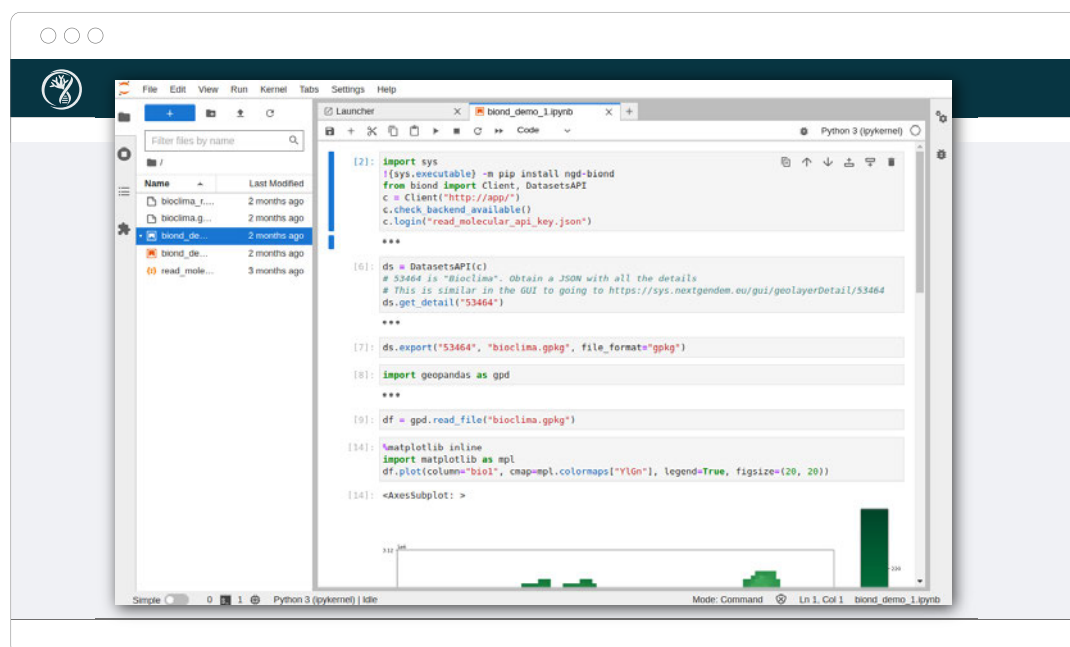 File Edit View Run Kernel Tabs Settings Help
+
Filter files by name
/
Name Last Modified
bioclima_r.... 2 months ago
bioclima.g... 2 months ago
biond_de... 2 months ago
biond_de... 2 months ago
read_mole... 3 months ago
Launcher biond_demo_1.ipynb
Code Python 3 (ipykernel)
[2]: import sys
!{sys.executable} -m pip install ngd-biond
from biond import Client, DatasetsAPI
c = Client("http://app/")
c.check_backend_available()
c.login("read_molecular_api_key.json")
•••
[6]: ds = DatasetsAPI(c)
# 53464 is "Bioclima". Obtain a JSON with all the details
# This is similar in the GUI to going to https://sys.nextgendem.eu/gui/geolayerDetail/53464
ds.get_detail("53464")
•••
[7]: ds.export("53464", "bioclima.gpkg", file_format="gpkg")
[8]: import geopandas as gpd
•••
[9]: df = gpd.read_file("bioclima.gpkg")
[14]: %matplotlib inline
import matplotlib as mpl
df.plot(column="bio1", cmap=mpl.colormaps["YlGn"], legend=True, figsize=(20, 20))
[14]: <AxesSubplot: >
Simple 0 1 Python 3 (ipykernel) | Idle Mode: Command Ln 1, Col 1 biond_demo_1.ipynb